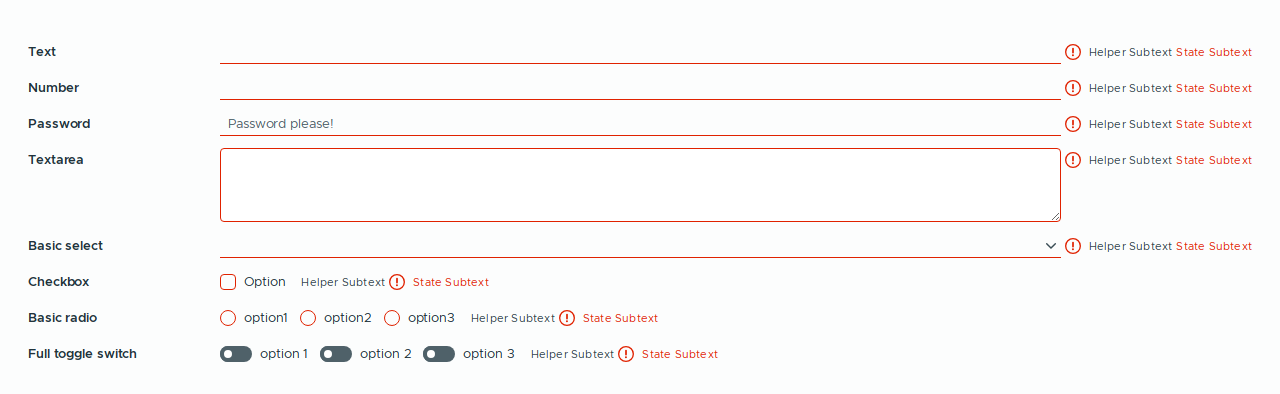 Text Helper Subtext State Subtext
Number Helper Subtext State Subtext
Password Password please! Helper Subtext State Subtext
Textarea Helper Subtext State Subtext
Basic select Helper Subtext State Subtext
Checkbox Option Helper Subtext State Subtext
Basic radio option1 option2 option3 Helper Subtext State Subtext
Full toggle switch option 1 option 2 option 3 Helper Subtext State Subtext